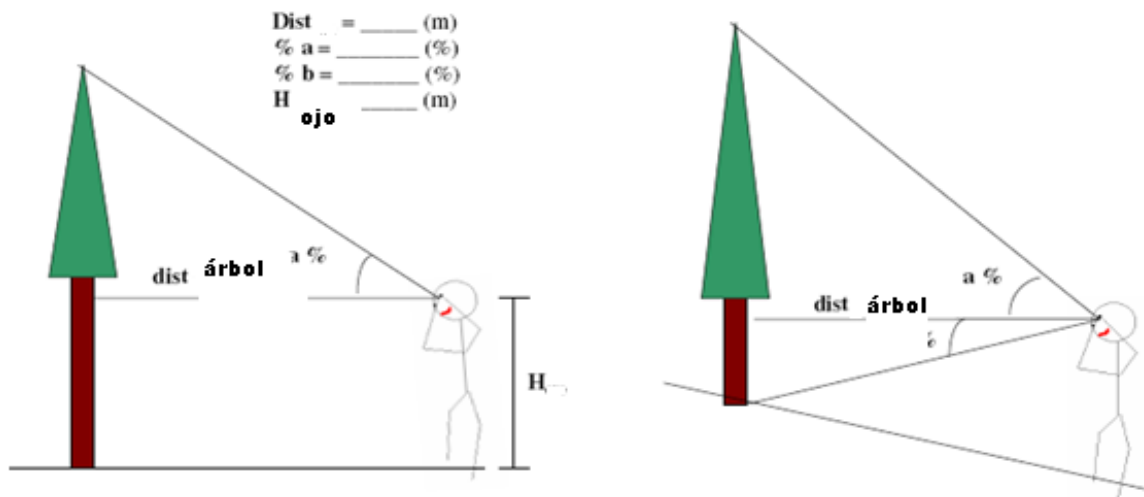 Dist = _____ (m)
% a = _______ (%)
% b = _______ (%)
H ojo _____ (m)
a %
dist árbol
H
a %
dist árbol